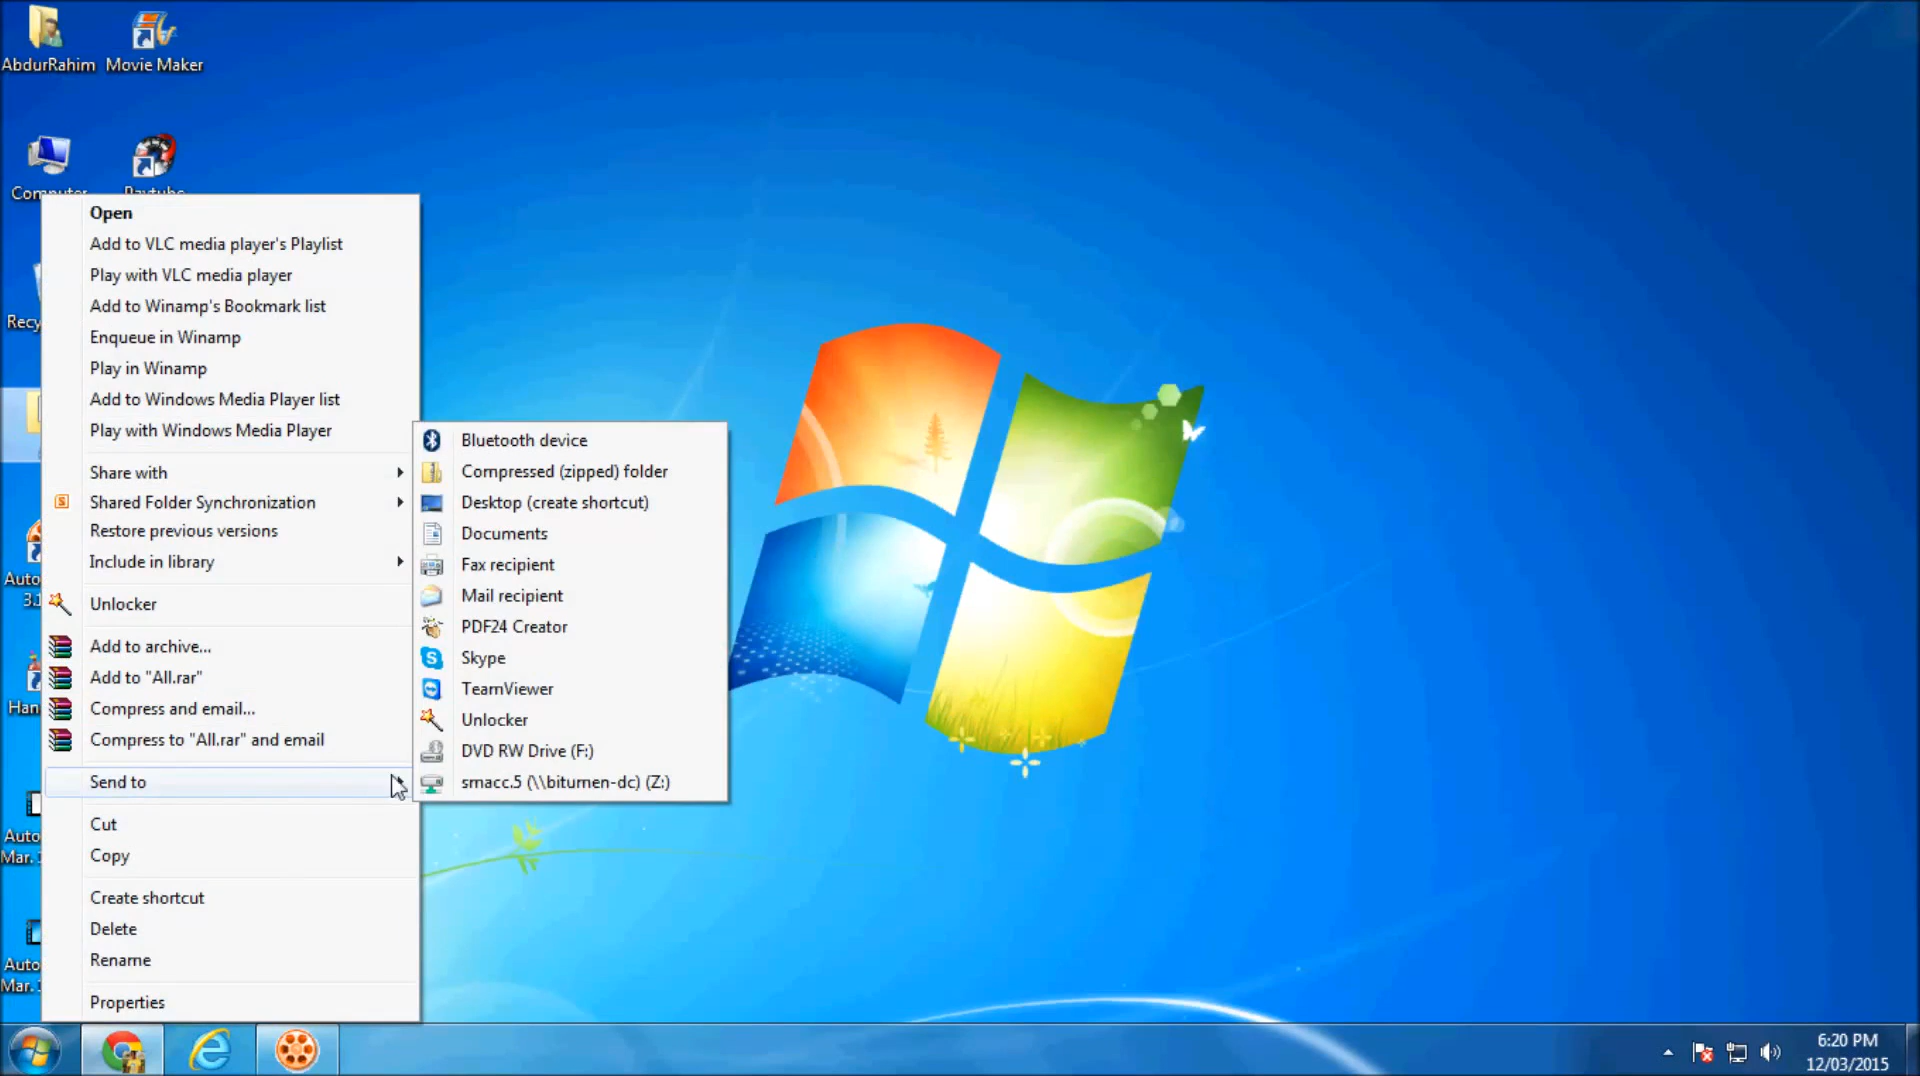 AbdurRahim
Movie Maker
Open
Add to VLC media player's Playlist
Play with VLC media player
Add to Winamp's Bookmark list
Enqueue in Winamp
Play in Winamp
Add to Windows Media Player list
Play with Windows Media Player
Share with
Shared Folder Synchronization
Restore previous versions
Include in library
Unlocker
Add to archive...
Add to "All.rar"
Compress and email...
Compress to "All.rar" and email
Send to
Cut
Copy
Create shortcut
Delete
Rename
Properties
Bluetooth device
Compressed (zipped) folder
Desktop (create shortcut)
Documents
Fax recipient
Mail recipient
PDF24 Creator
Skype
TeamViewer
Unlocker
DVD RW Drive (F:)
smacc.5 (\\bitumen-dc) (Z:)
Recy
Auto
3.1
Han
Auto
Mar.
Auto
Mar.
6:20 PM
12/03/2015